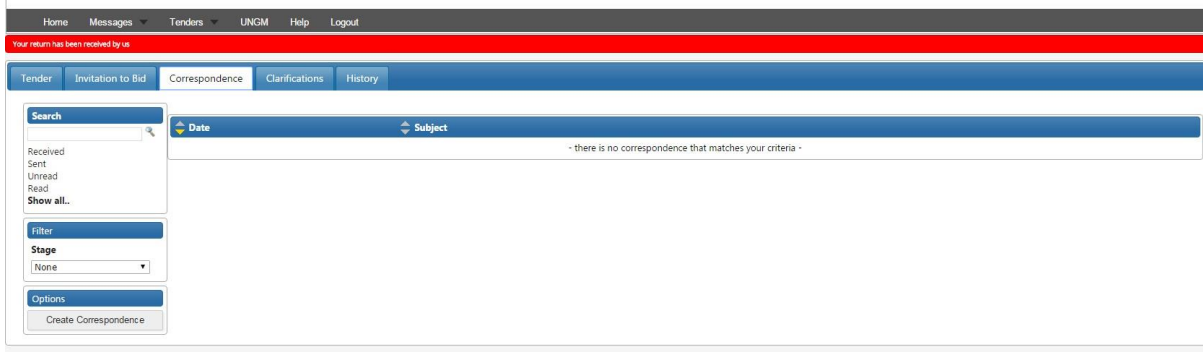 Home Messages Tenders UNGM Help Logout
Your return has been received by us
Tender Invitation to Bid Correspondence Clarifications History
Search
Received
Sent
Unread
Read
Show all..
Filter
Stage
None
Options
Create Correspondence
Date Subject
- there is no correspondence that matches your criteria -